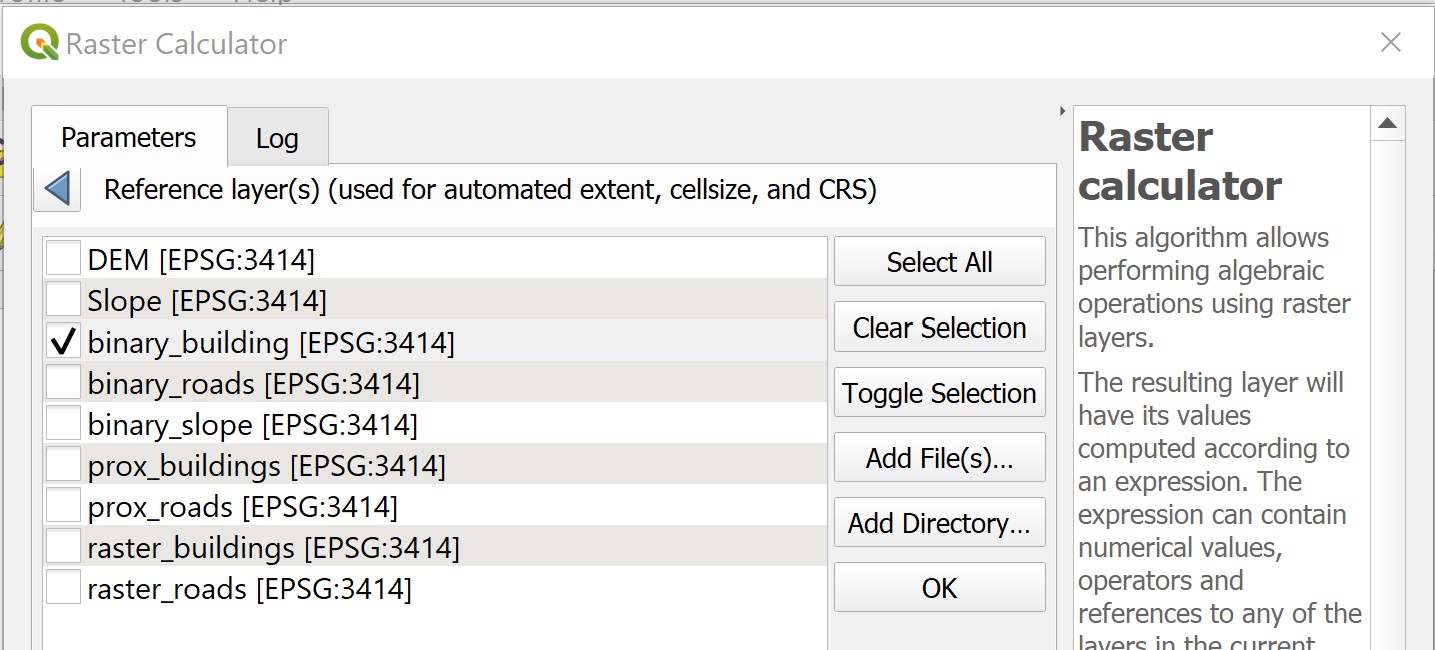 Raster Calculator
Parameters
Log
Reference layer(s) (used for automated extent, cellsize, and CRS)
DEM [EPSG:3414]
Slope [EPSG:3414]
binary_building [EPSG:3414]
binary_roads [EPSG:3414]
binary_slope [EPSG:3414]
prox_buildings [EPSG:3414]
prox_roads [EPSG:3414]
raster_buildings [EPSG:3414]
raster_roads [EPSG:3414]
Select All
Clear Selection
Toggle Selection
Add File(s)...
Add Directory...
OK
Raster
calculator
This algorithm allows
performing algebraic
operations using raster
layers.
The resulting layer will
have its values
computed according to
an expression. The
expression can contain
numerical values,
operators and
references to any of the
layers in the current